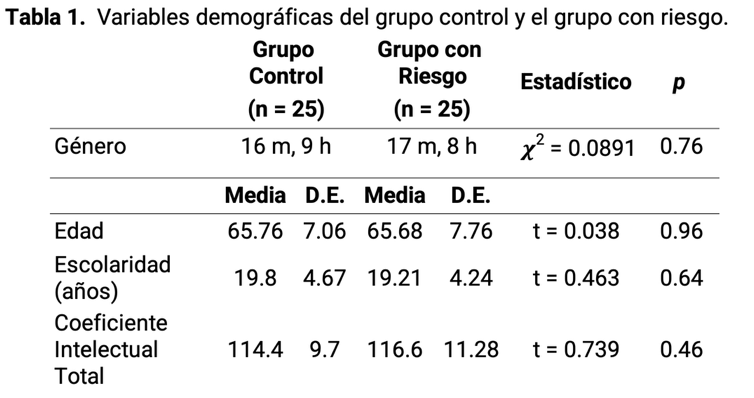 Tabla 1. Variables demográficas del grupo control y el grupo con riesgo.
Grupo Control (n = 25) Grupo con Riesgo (n = 25) Estadístico p
Género 16 m, 9 h 17 m, 8 h χ² = 0.0891 0.76
Media D.E. Media D.E.
Edad 65.76 7.06 65.68 7.76 t = 0.038 0.96
Escolaridad (años) 19.8 4.67 19.21 4.24 t = 0.463 0.64
Coeficiente Intelectual Total 114.4 9.7 116.6 11.28 t = 0.739 0.46